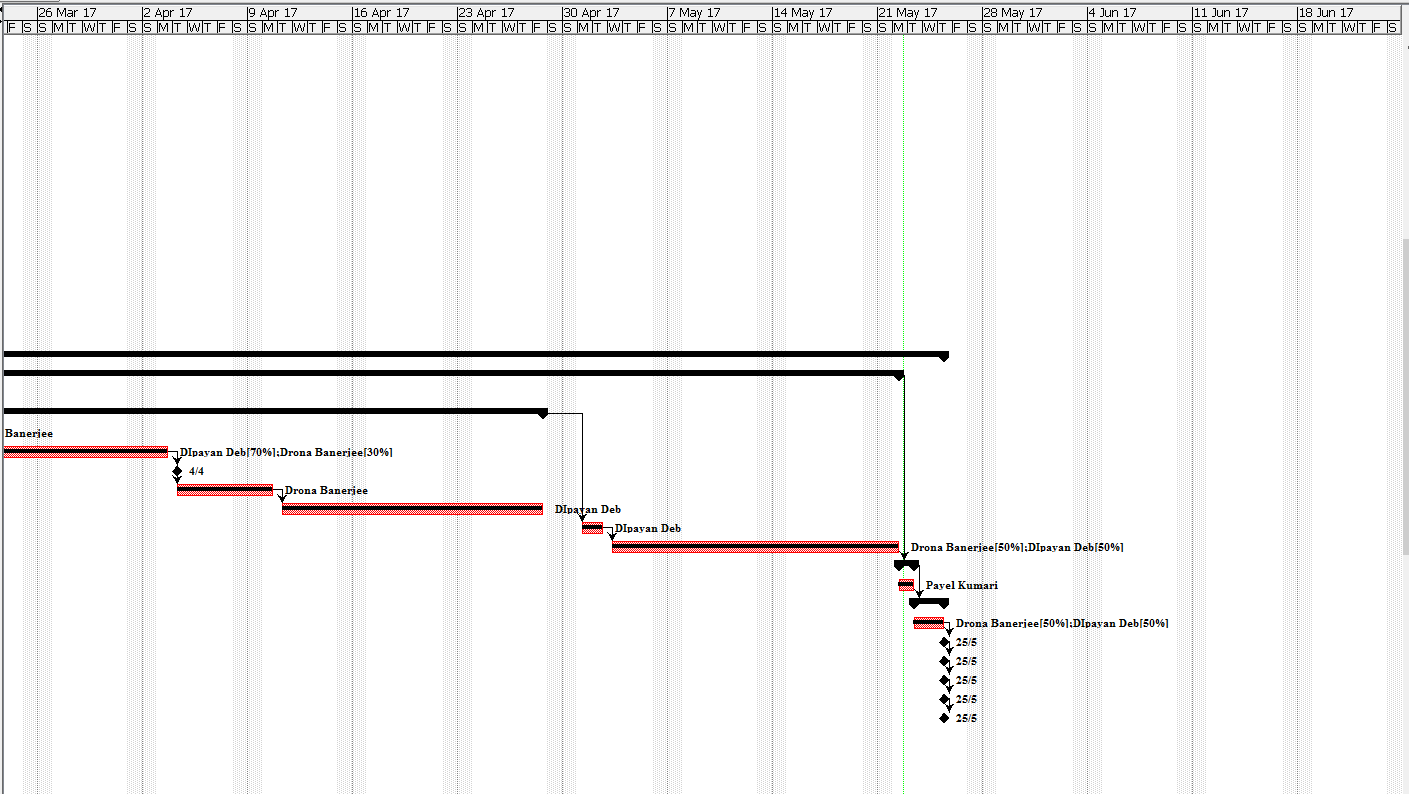 26 Mar 17 2 Apr 17 9 Apr 17 16 Apr 17 23 Apr 17 30 Apr 17 7 May 17 14 May 17 21 May 17 28 May 17 4 Jun 17 11 Jun 17 18 Jun 17
F S S M T W T F S S M T W T F S S M T W T F S S M T W T F S S M T W T F S S M T W T F S S M T W T F S S M T W T F S S M T W T F S S M T W T F S S M T W T F S S M T W T F S S M T W T F S
Banerjee
DIpayan Deb[70%];Drona Banerjee[30%]
4/4
Drona Banerjee
DIpayan Deb
DIpayan Deb
Drona Banerjee[50%];DIpayan Deb[50%]
Payel Kumari
Drona Banerjee[50%];DIpayan Deb[50%]
25/5
25/5
25/5
25/5
25/5